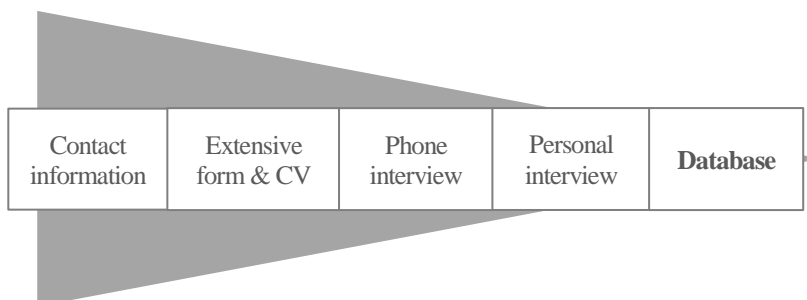 Contact
information
Extensive
form & CV
Phone
interview
Personal
interview
Database